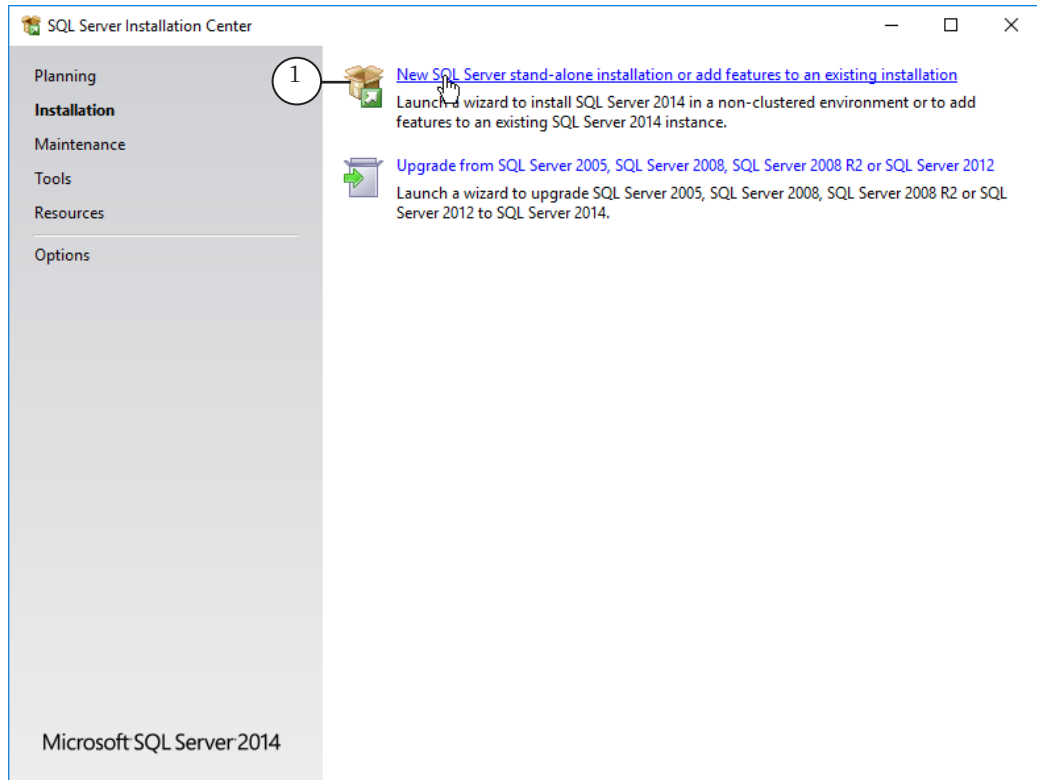 SQL Server Installation Center
Planning
Installation
Maintenance
Tools
Resources
Options
1
New SQL Server stand-alone installation or add features to an existing installation
Launch a wizard to install SQL Server 2014 in a non-clustered environment or to add
features to an existing SQL Server 2014 instance.
Upgrade from SQL Server 2005, SQL Server 2008, SQL Server 2008 R2 or SQL Server 2012
Launch a wizard to upgrade SQL Server 2005, SQL Server 2008, SQL Server 2008 R2 or SQL
Server 2012 to SQL Server 2014.
Microsoft SQL Server 2014